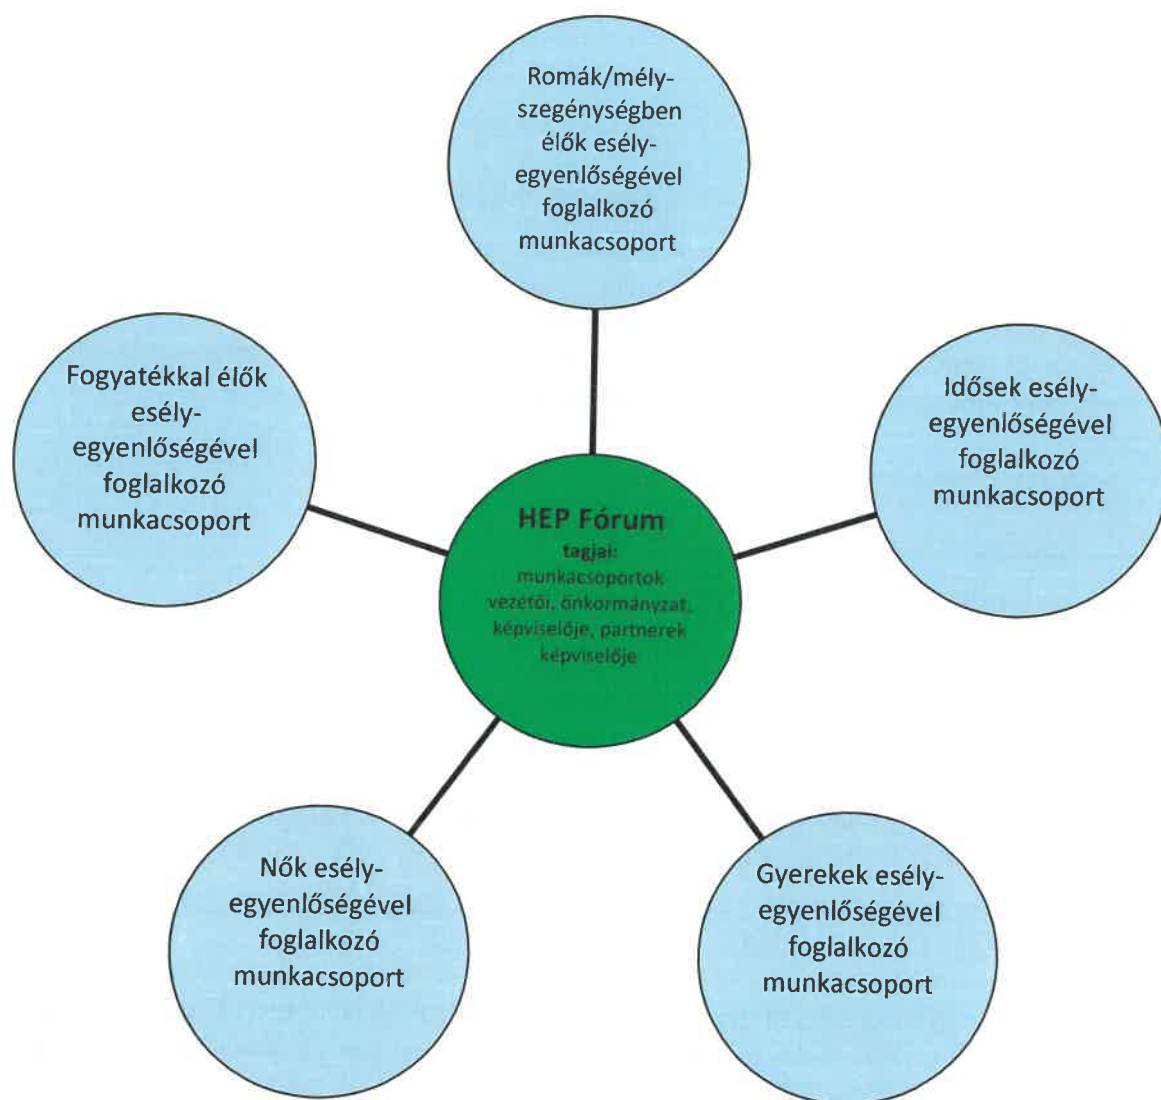 Romák/mély-
szegénységben
élők esély-
egyenlőségével
foglalkozó
munkacsoport
Fogyatékkal élők
esély-
egyenlőségével
foglalkozó
munkacsoport
Idősek esély-
egyenlőségével
foglalkozó
munkacsoport
HEP Fórum
tagjai:
munkacsoportok
vezetői, önkormányzat,
képviselője, partnerek
képviselője
Nők esély-
egyenlőségével
foglalkozó
munkacsoport
Gyerekek esély-
egyenlőségével
foglalkozó
munkacsoport